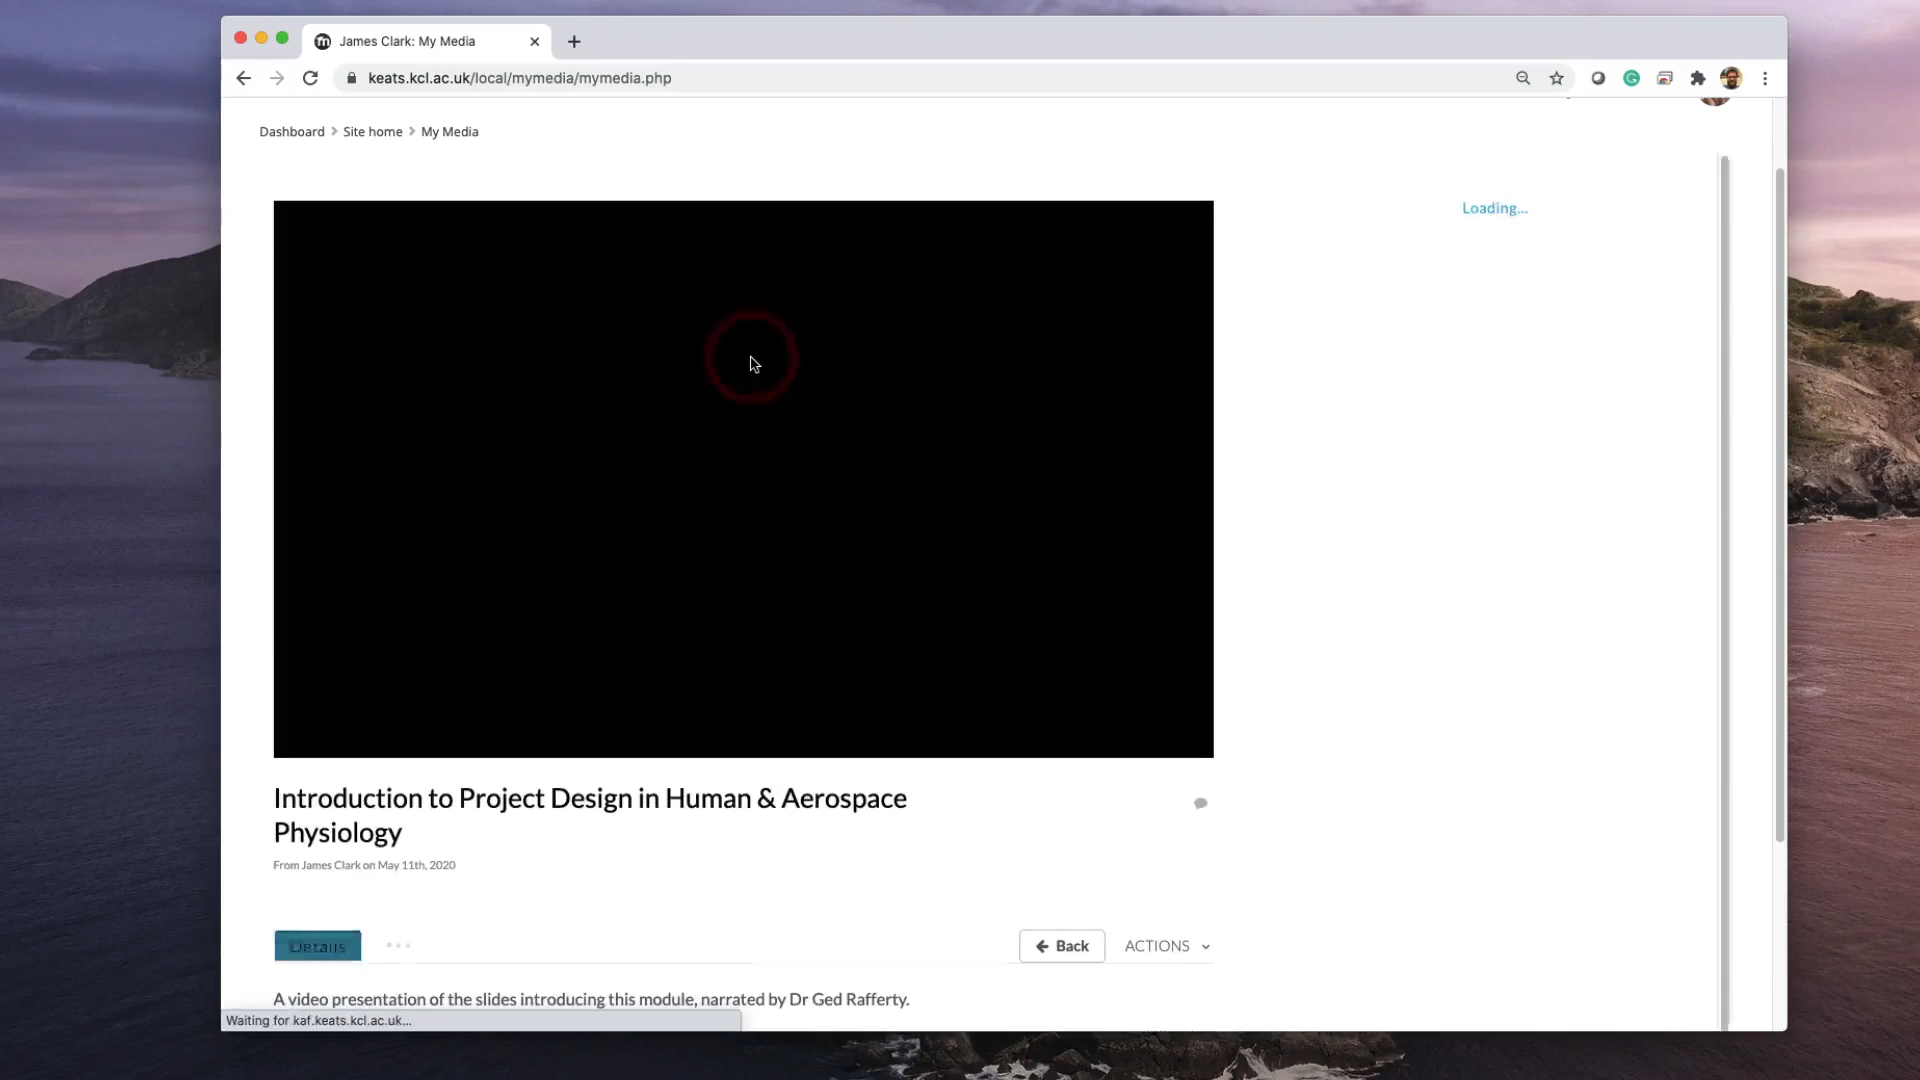 James Clark: My Media
keats.kcl.ac.uk/local/mymedia/mymedia.php
Dashboard > Site home > My Media
Loading...
Introduction to Project Design in Human & Aerospace
Physiology
From James Clark on May 11th, 2020
Details
Back
ACTIONS
A video presentation of the slides introducing this module, narrated by Dr Ged Rafferty.
Waiting for kaf.keats.kcl.ac.uk...